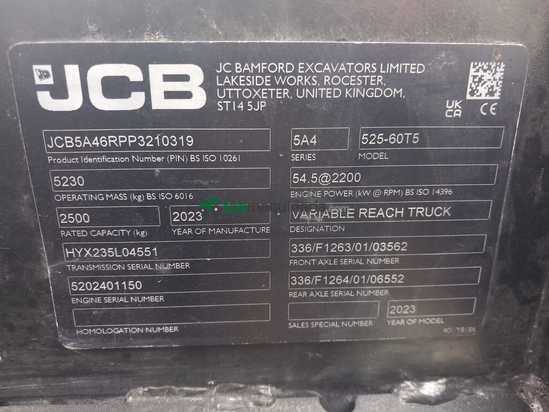 JCB
JC BAMFORD EXCAVATORS LIMITED
LAKESIDE WORKS, ROCESTER,
UTTOXETER, UNITED KINGDOM,
ST14 5JP
UK
CA
CE
JCB5A46RPP3210319
Product Identification Number (PIN) BS ISO 10261
5A4
SERIES
525-60T5
MODEL
5230
OPERATING MASS (kg) BS ISO 6016
54.5@2200
ENGINE POWER (kW @ RPM) BS ISO 14396
2500
RATED CAPACITY (kg)
2023
YEAR OF MANUFACTURE
VARIABLE REACH TRUCK
DESIGNATION
HYX235L04551
TRANSMISSION SERIAL NUMBER
336/F1263/01/03562
FRONT AXLE SERIAL NUMBER
5202401150
ENGINE SERIAL NUMBER
336/F1264/01/06552
REAR AXLE SERIAL NUMBER
HOMOLOGATION NUMBER
SALES SPECIAL NUMBER
2023
YEAR OF MODEL